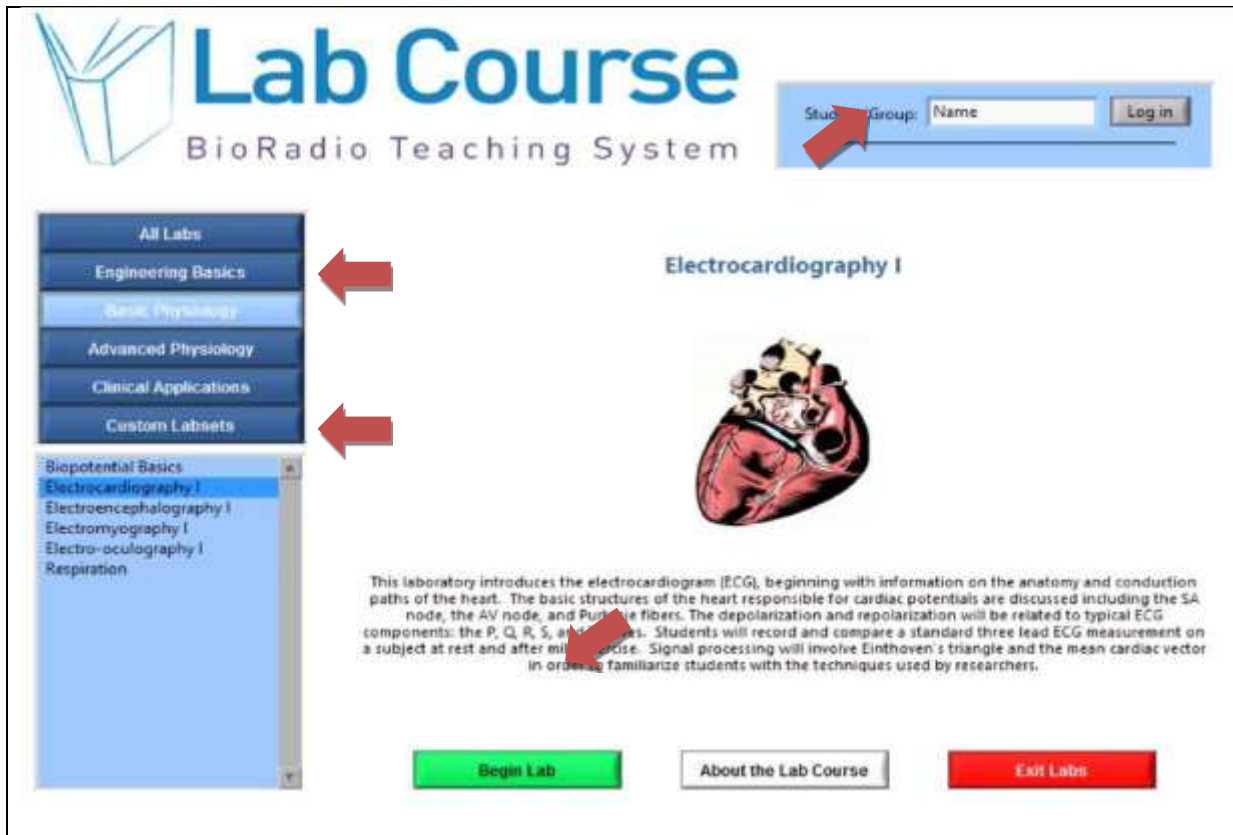 Lab Course
BioRadio Teaching System
Group:
Name
Log in
All Labs
Engineering Basics
Basic Physiology
Advanced Physiology
Clinical Applications
Custom Labsets
Biopotential Basics
Electrocardiography I
Electroencephalography I
Electromyography I
Electro-oculography I
Respiration
Electrocardiography I
This laboratory introduces the electrocardiogram (ECG), beginning with information on the anatomy and conduction
paths of the heart. The basic structures of the heart responsible for cardiac potentials are discussed including the SA
node, the AV node, and fibers. The depolarization and repolarization will be related to typical ECG
components: the P, Q, R, S, and Students will record and compare a standard three lead ECG measurement on
a subject at rest and after Signal processing will involve Einthoven's triangle and the mean cardiac vector
in order to familiarize students with the techniques used by researchers.
Begin Lab
About the Lab Course
Exit Labs